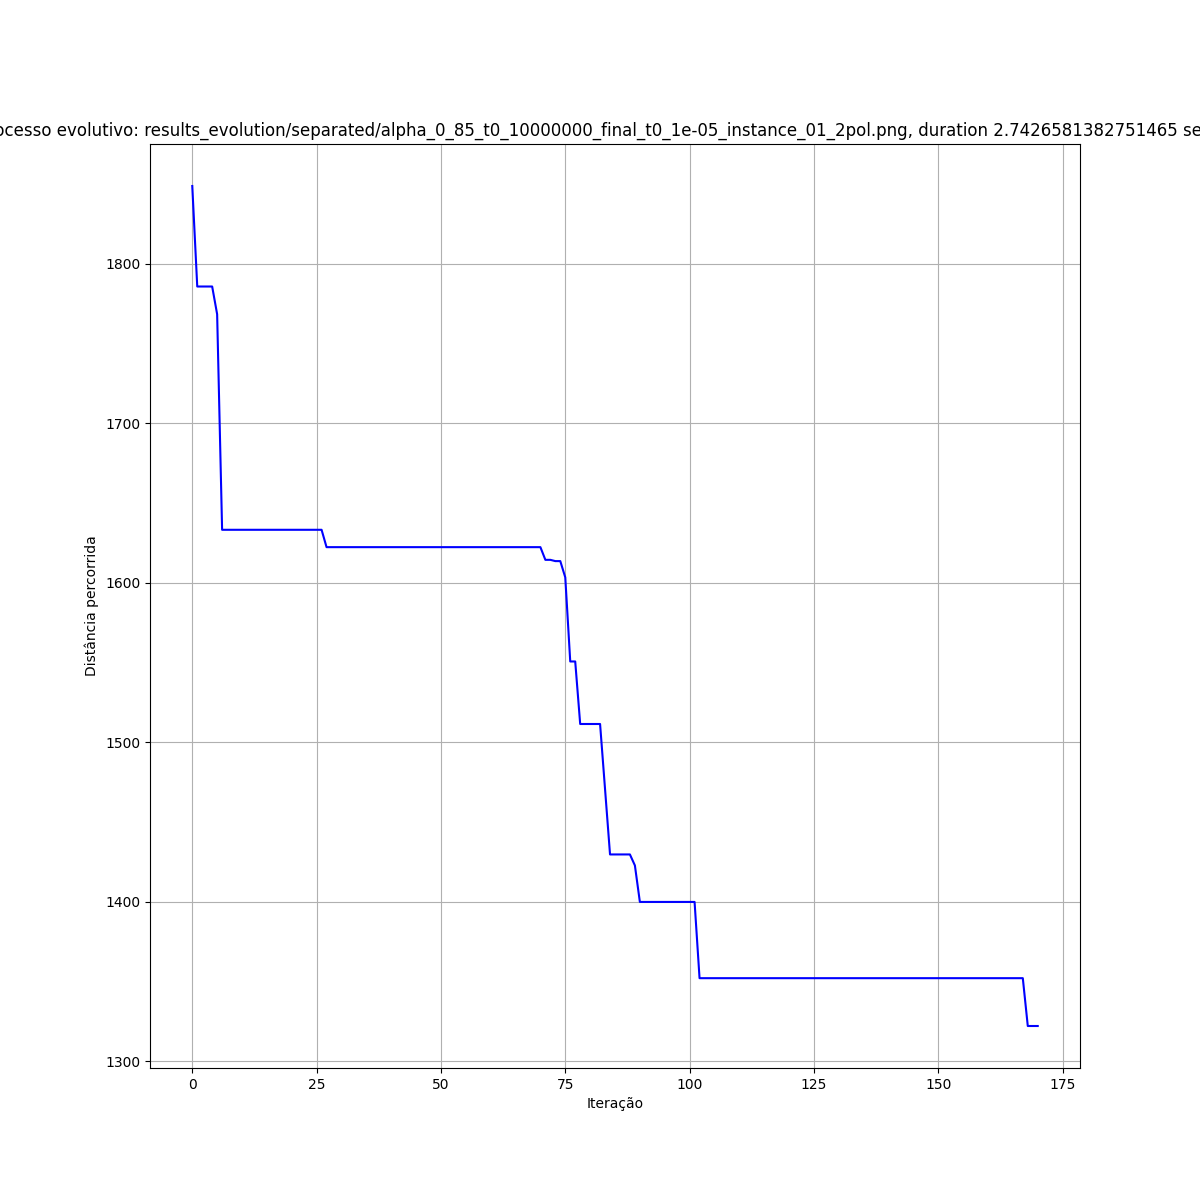 ocesso evolutivo: results_evolution/separated/alpha_0_85_t0_10000000_final_t0_1e-05_instance_01_2pol.png, duration 2.7426581382751465 se
1800
1700
1600
1500
1400
1300
Distância percorrida
0 25 50 75 100 125 150 175
Iteração